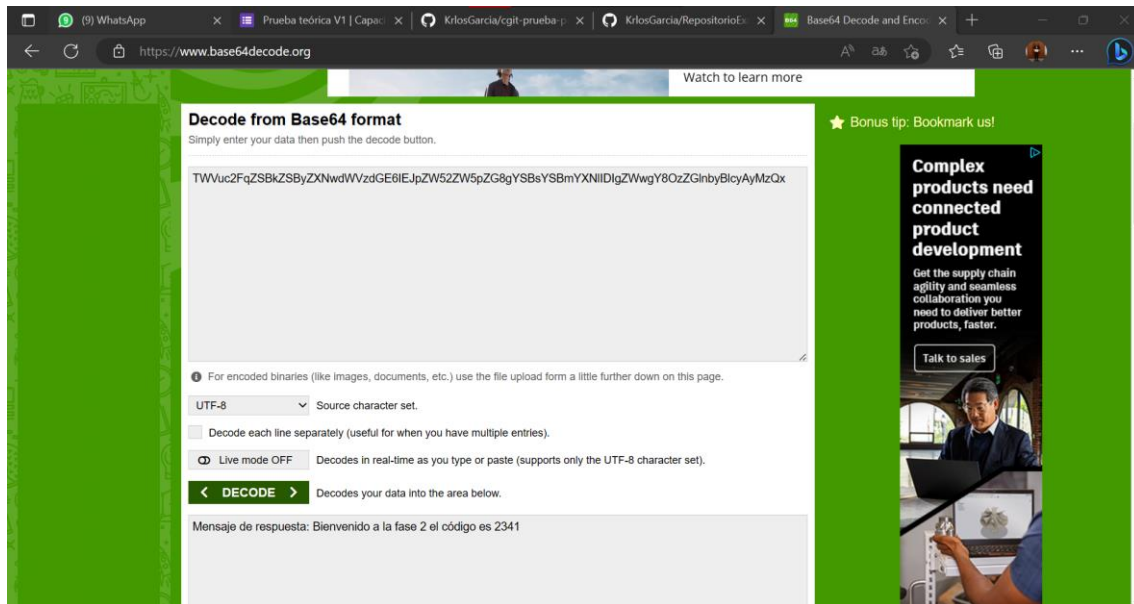 (9) WhatsApp
Prueba teórica V1 | Capac
KrlosGarcia/cgit-prueba-p
KrlosGarcia/RepositorioEx
B64
Base64 Decode and Enco
https://www.base64decode.org
Watch to learn more
Decode from Base64 format
Simply enter your data then push the decode button.
Bonus tip: Bookmark us!
TWVuc2FqZSBkZSByZXNwdWVzdGE6IEJpZW52ZW5pZG8gYSBsYSBmYXNlIDIgZWwgY8OzZGlnbyBlcyAyMzQx
Complex
products need
connected
product
development
Get the supply chain
agility and seamless
collaboration you
need to deliver better
products, faster.
Talk to sales
For encoded binaries (like images, documents, etc.) use the file upload form a little further down on this page.
UTF-8 Source character set.
Decode each line separately (useful for when you have multiple entries).
Live mode OFF Decodes in real-time as you type or paste (supports only the UTF-8 character set).
< DECODE > Decodes your data into the area below.
Mensaje de respuesta: Bienvenido a la fase 2 el código es 2341